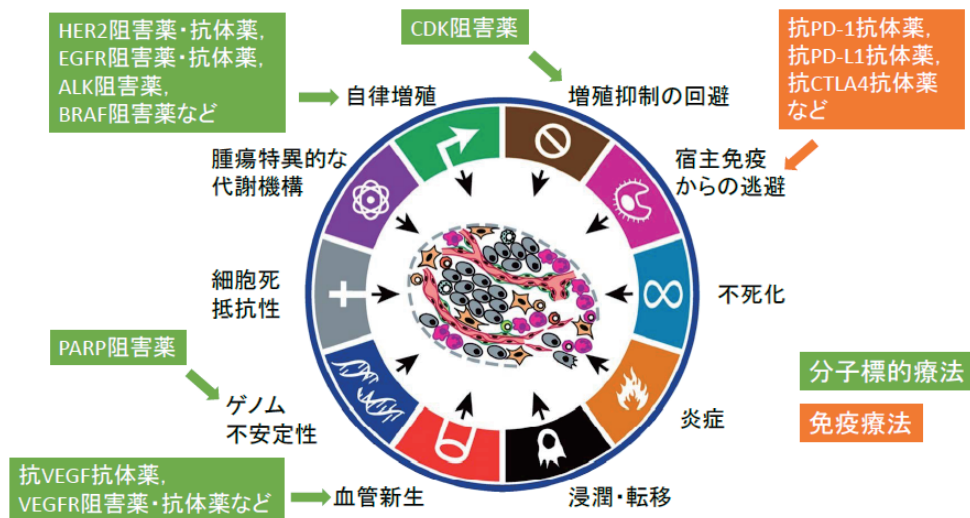 HER2阻害薬・抗体薬,
EGFR阻害薬・抗体薬,
ALK阻害薬,
BRAF阻害薬など
CDK阻害薬
抗PD-1抗体薬,
抗PD-L1抗体薬,
抗CTLA4抗体薬
など
自律増殖
増殖抑制の回避
腫瘍特異的な
代謝機構
宿主免疫
からの逃避
細胞死
抵抗性
不死化
PARP阻害薬
ゲノム
不安定性
炎症
分子標的療法
免疫療法
抗VEGF抗体薬,
VEGFR阻害薬・抗体薬など
血管新生
浸潤・転移